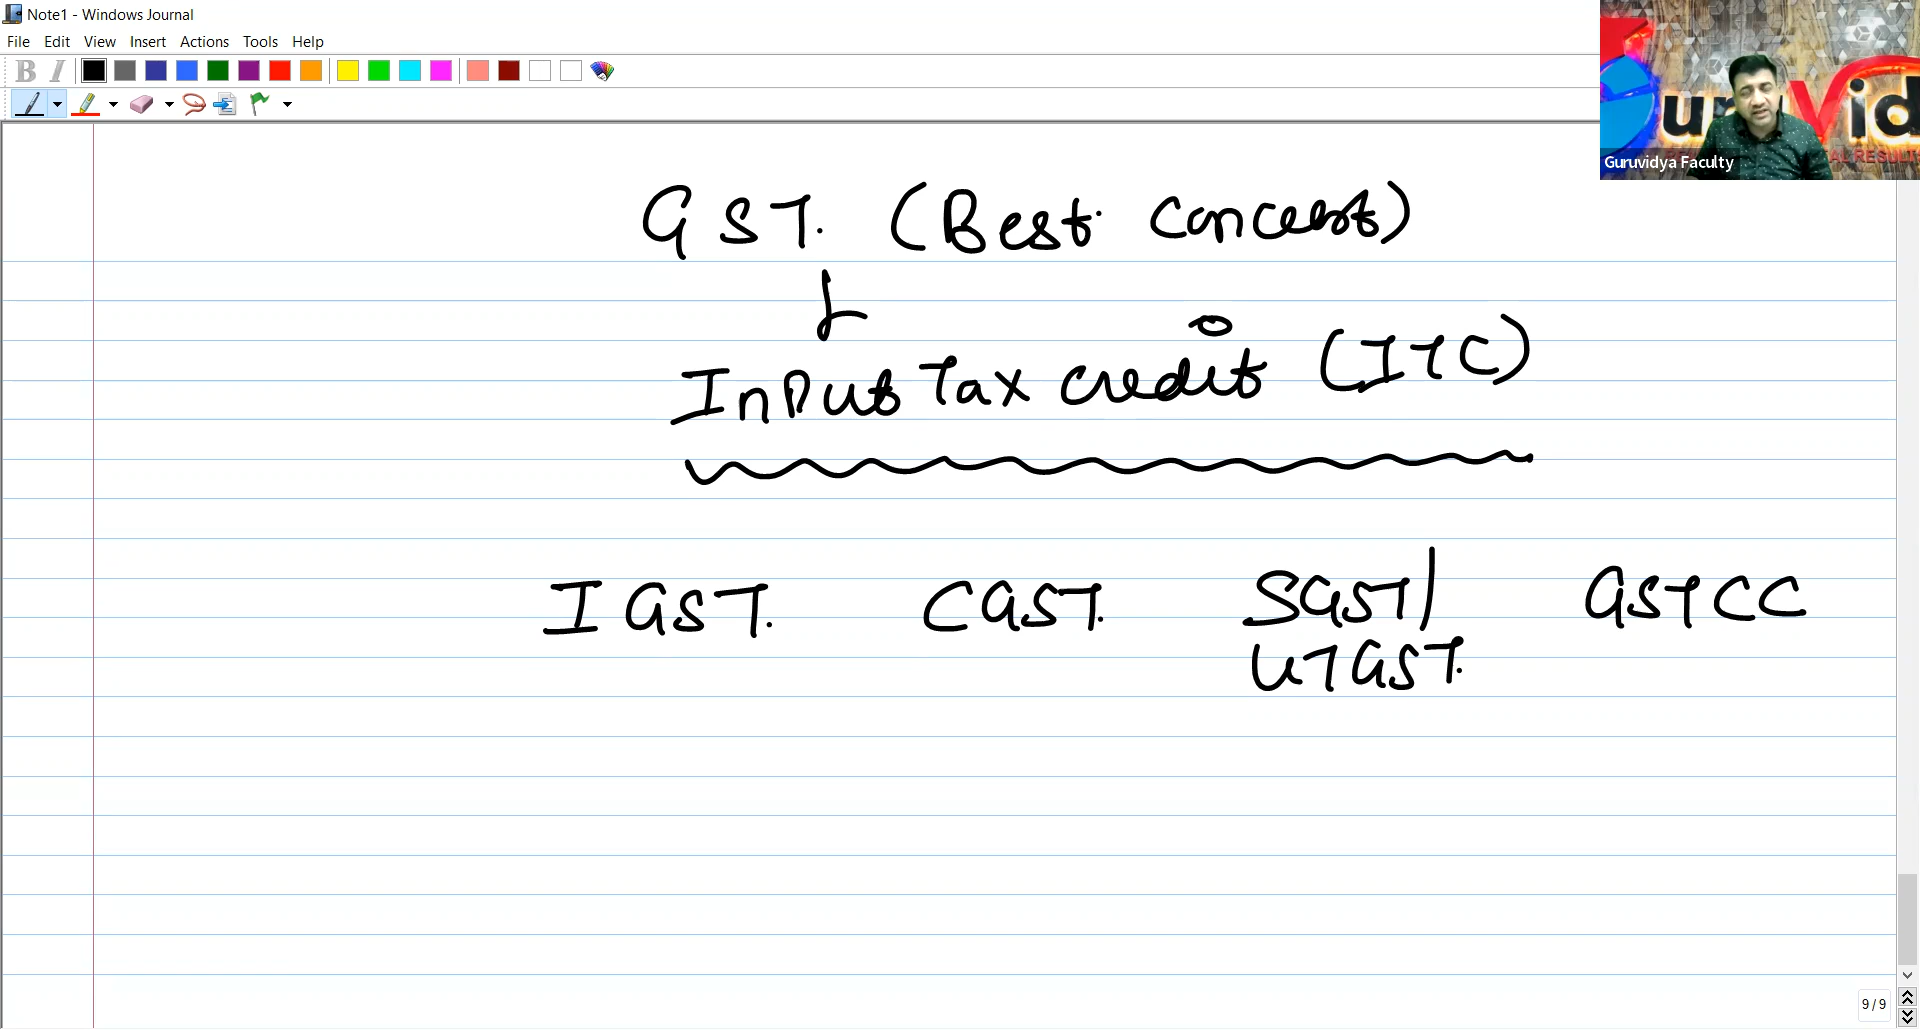 Note1 - Windows Journal
File Edit View Insert Actions Tools Help
B I
Guruvidya Faculty
GST. (Best Concept)
Input Tax credit (ITC)
IGST. CGST. SGST/ GSTCC
UTGST.
9 / 9